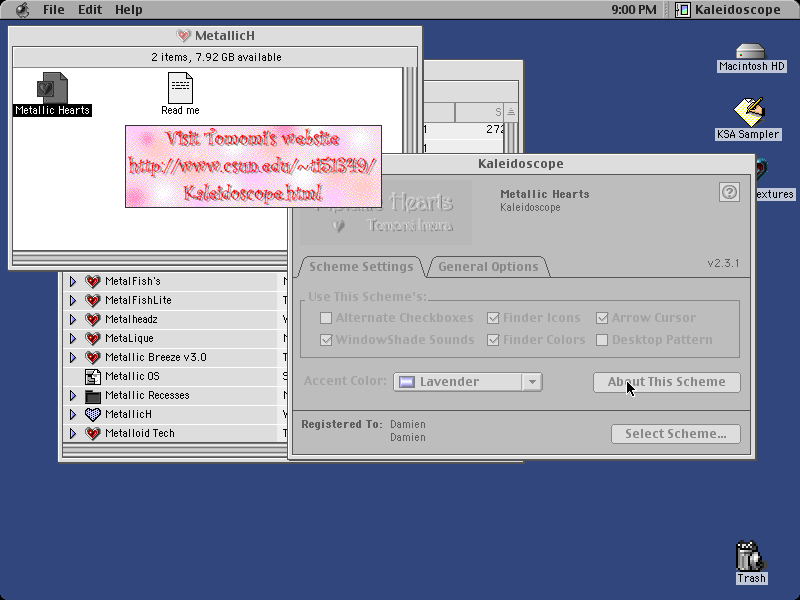 File Edit Help
9:00 PM
Kaleidoscope
MetallicH
2 items, 7.92 GB available
Metallic Hearts
Read me
Visit Tomomi's website
http://www.csun.edu/~tl51349/
Kaleidoscope.html
S
272
Macintosh HD
KSA Sampler
extures
Kaleidoscope
Metallic Hearts
Tomomi Imura
Metallic Hearts
Kaleidoscope
?
Scheme Settings
General Options
v2.3.1
Use This Scheme's:
Alternate Checkboxes
Finder Icons
Arrow Cursor
WindowShade Sounds
Finder Colors
Desktop Pattern
Accent Color:
Lavender
About This Scheme
Registered To: Damien
Damien
Select Scheme...
MetalFish's
MetalFishLite
Metalheadz
MetaLique
Metallic Breeze v3.0
Metallic OS
Metallic Recesses
MetallicH
Metalloid Tech
Trash